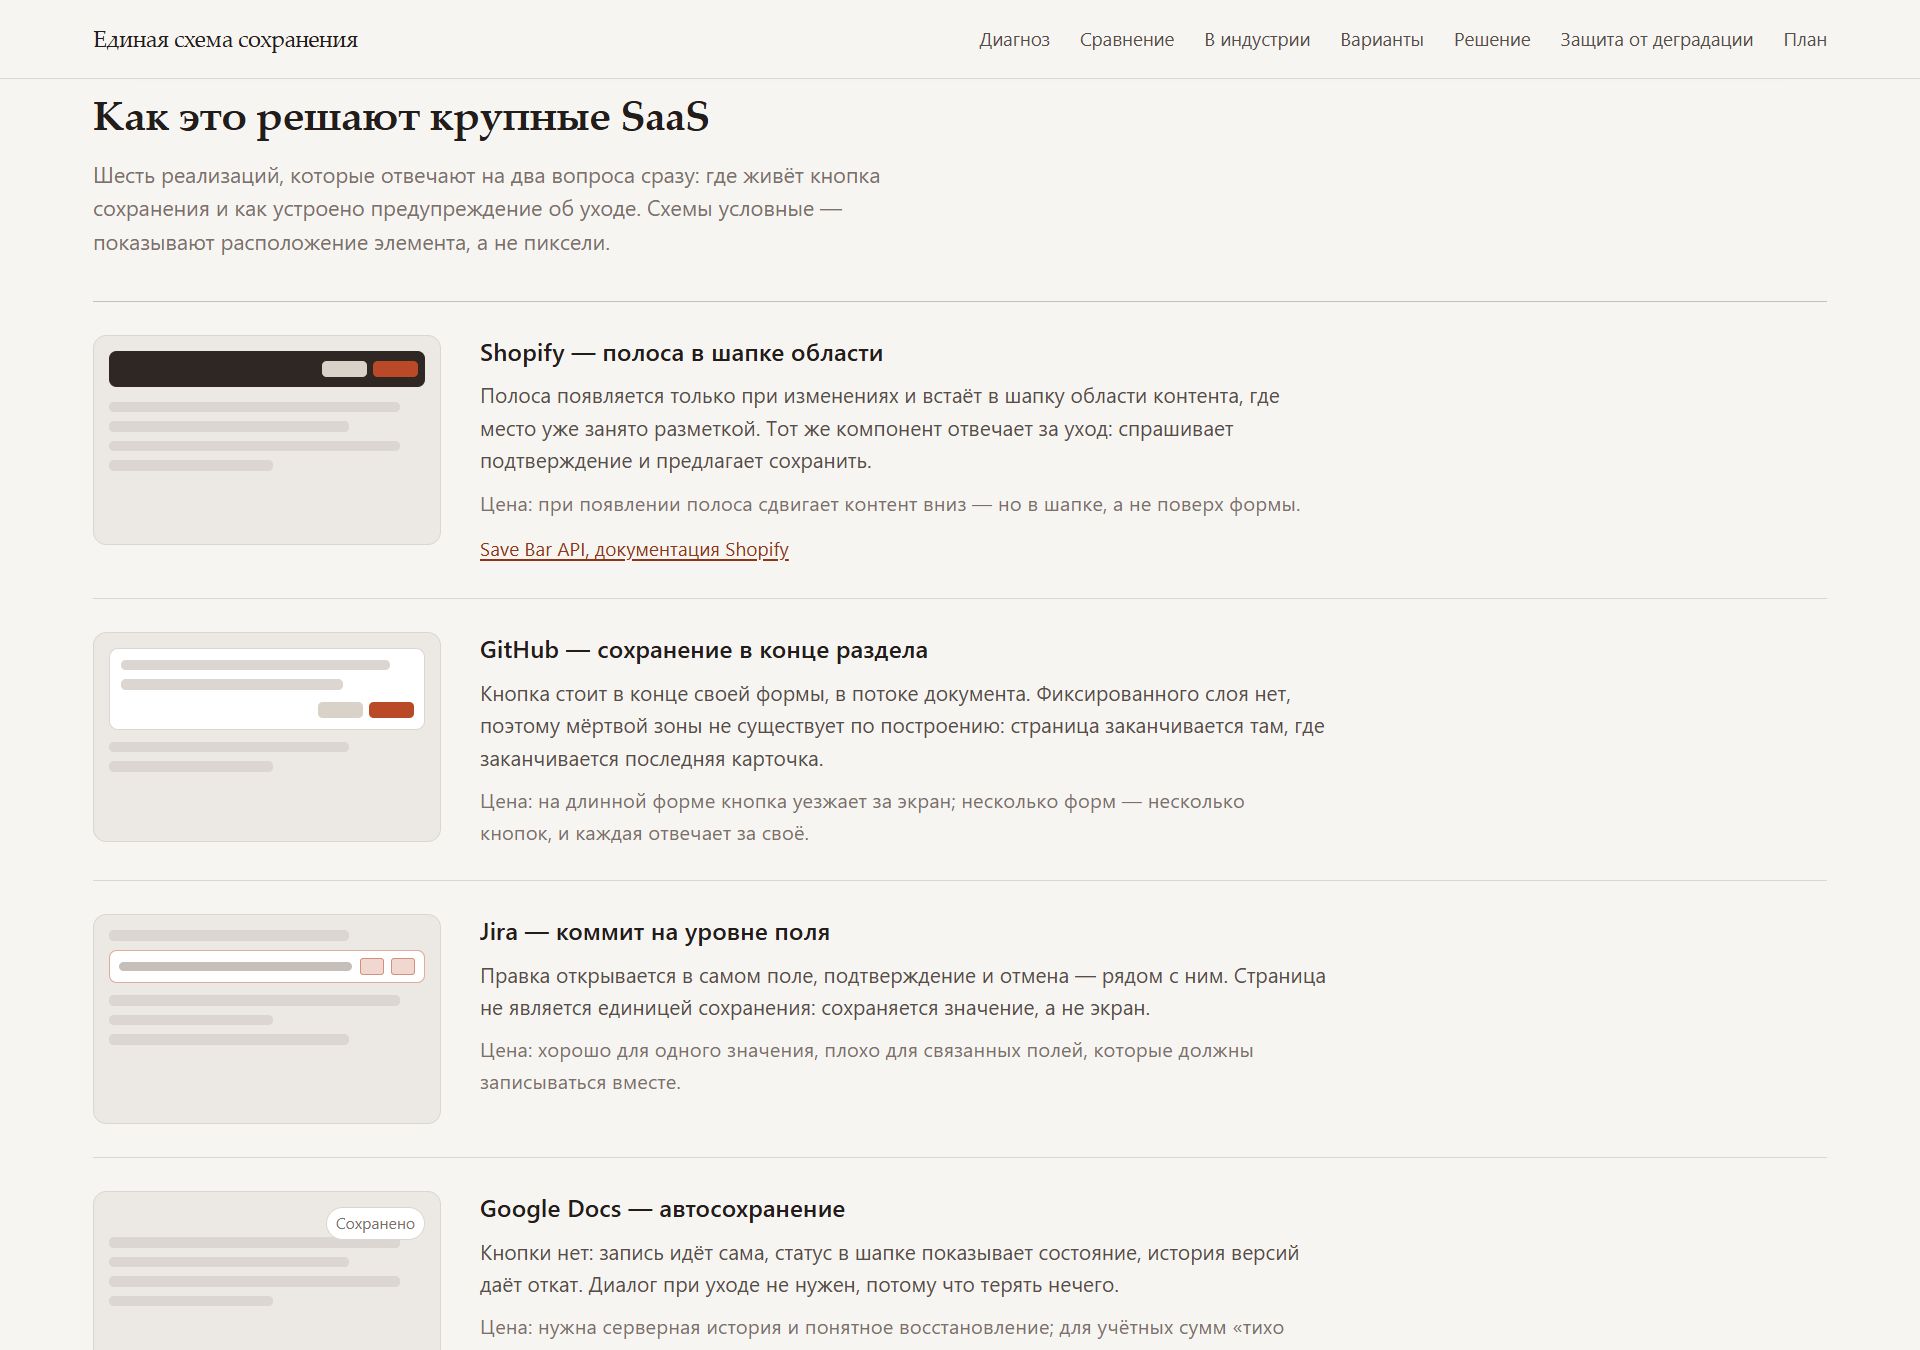 Единая схема сохранения
Диагноз Сравнение В индустрии Варианты Решение Защита от деградации План
Как это решают крупные SaaS
Шесть реализаций, которые отвечают на два вопроса сразу: где живёт кнопка
сохранения и как устроено предупреждение об уходе. Схемы условные —
показывают расположение элемента, а не пиксели.
Shopify — полоса в шапке области
Полоса появляется только при изменениях и встаёт в шапку области контента, где
место уже занято разметкой. Тот же компонент отвечает за уход: спрашивает
подтверждение и предлагает сохранить.
Цена: при появлении полоса сдвигает контент вниз — но в шапке, а не поверх формы.
Save Bar API, документация Shopify
GitHub — сохранение в конце раздела
Кнопка стоит в конце своей формы, в потоке документа. Фиксированного слоя нет,
поэтому мёртвой зоны не существует по построению: страница заканчивается там, где
заканчивается последняя карточка.
Цена: на длинной форме кнопка уезжает за экран; несколько форм — несколько
кнопок, и каждая отвечает за своё.
Jira — коммит на уровне поля
Правка открывается в самом поле, подтверждение и отмена — рядом с ним. Страница
не является единицей сохранения: сохраняется значение, а не экран.
Цена: хорошо для одного значения, плохо для связанных полей, которые должны
записываться вместе.
Сохранено
Google Docs — автосохранение
Кнопки нет: запись идёт сама, статус в шапке показывает состояние, история версий
даёт откат. Диалог при уходе не нужен, потому что терять нечего.
Цена: нужна серверная история и понятное восстановление; для учётных сумм «тихо